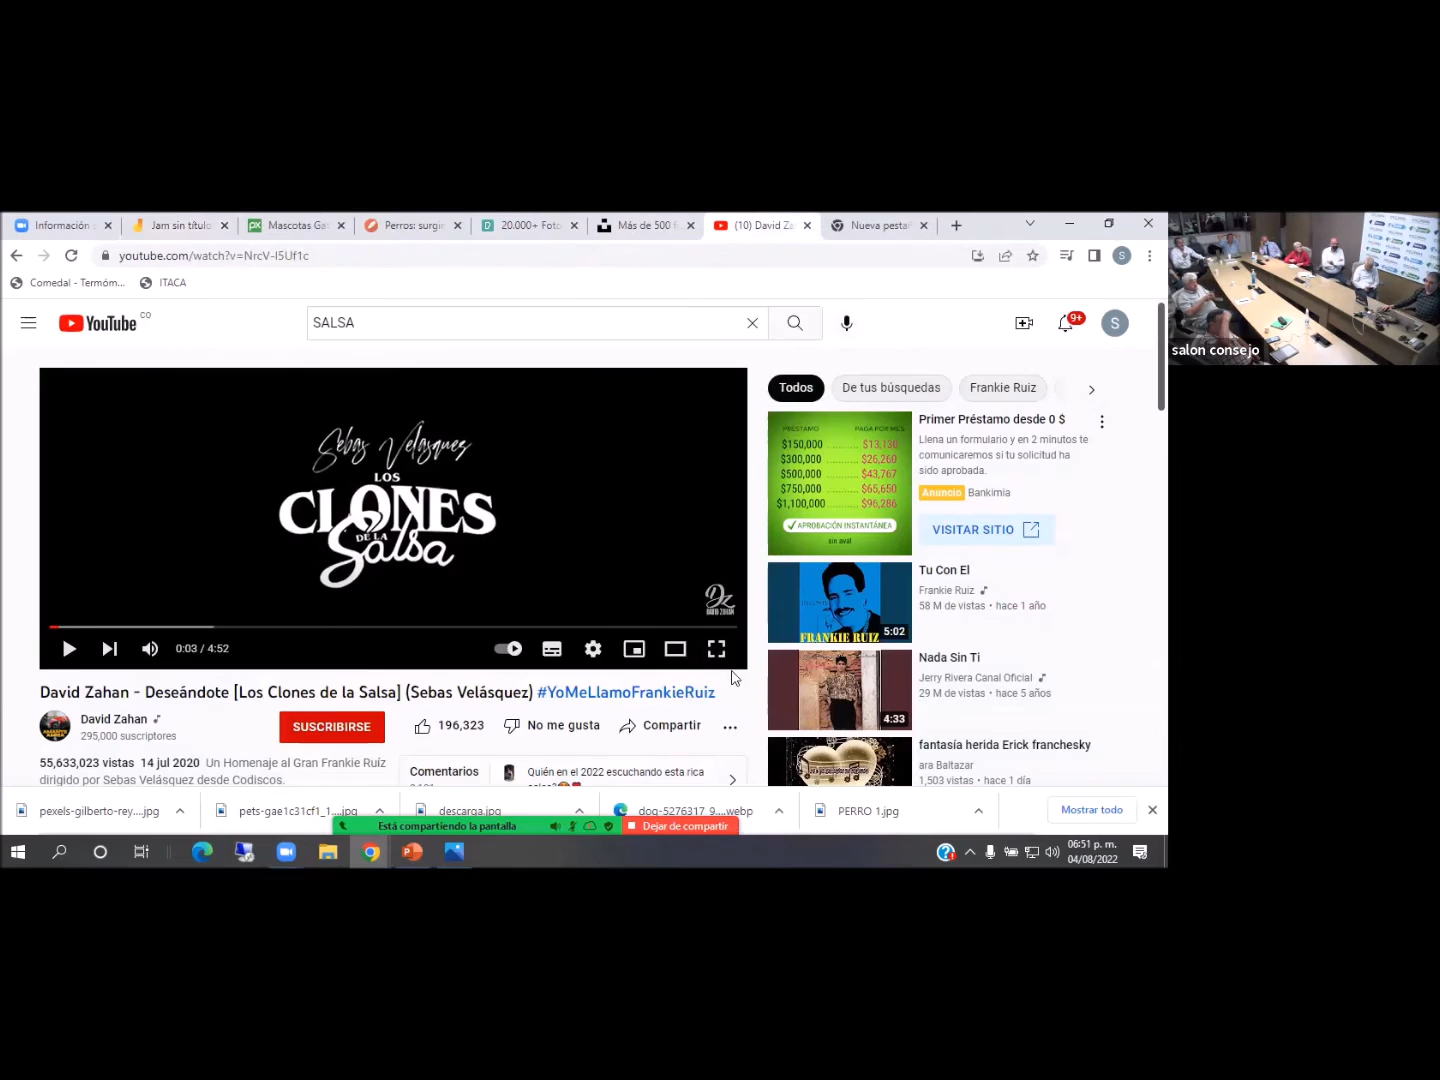 Información
Jam sin título
Mascotas Ga
Perros: surgir
20.000+ Foto
Más de 500 f
(10) David Za
Nueva pesta
youtube.com/watch?v=NrcV-I5Uf1c
Comedal - Termóm...
ITACA
YouTube CO
SALSA
9+
S
salon consejo
Sebas Velásquez
LOS
CLONES
DE LA
Salsa
DZ
DAVID ZAHAN
0:03 / 4:52
David Zahan - Deseándote [Los Clones de la Salsa] (Sebas Velásquez) #YoMeLlamoFrankieRuiz
David Zahan
295,000 suscriptores
SUSCRIBIRSE
196,323
No me gusta
Compartir
55,633,023 vistas 14 jul 2020 Un Homenaje al Gran Frankie Ruíz
dirigido por Sebas Velásquez desde Codiscos.
Comentarios
Quién en el 2022 escuchando esta rica
Todos
De tus búsquedas
Frankie Ruiz
PRÉSTAMO PAGA POR MES
$150,000 $13,130
$300,000 $26,260
$500,000 $43,767
$750,000 $65,650
$1,100,000 $96,286
APROBACIÓN INSTANTÁNEA
sin aval
Primer Préstamo desde 0 $
Llena un formulario y en 2 minutos te
comunicaremos si tu solicitud ha
sido aprobada.
Anuncio Bankimia
VISITAR SITIO
FRANKIE RUIZ
5:02
Tu Con El
Frankie Ruiz
58 M de vistas • hace 1 año
4:33
Nada Sin Ti
Jerry Rivera Canal Oficial
29 M de vistas • hace 5 años
fantasía herida Erick franchesky
ara Baltazar
1,503 vistas • hace 1 día
pexels-gilberto-rey....jpg
pets-gae1c31cf1_1....jpg
descarga.jpg
dog-5276317_9....webp
PERRO 1.jpg
Mostrar todo
Está compartiendo la pantalla
Dejar de compartir
06:51 p. m.
04/08/2022